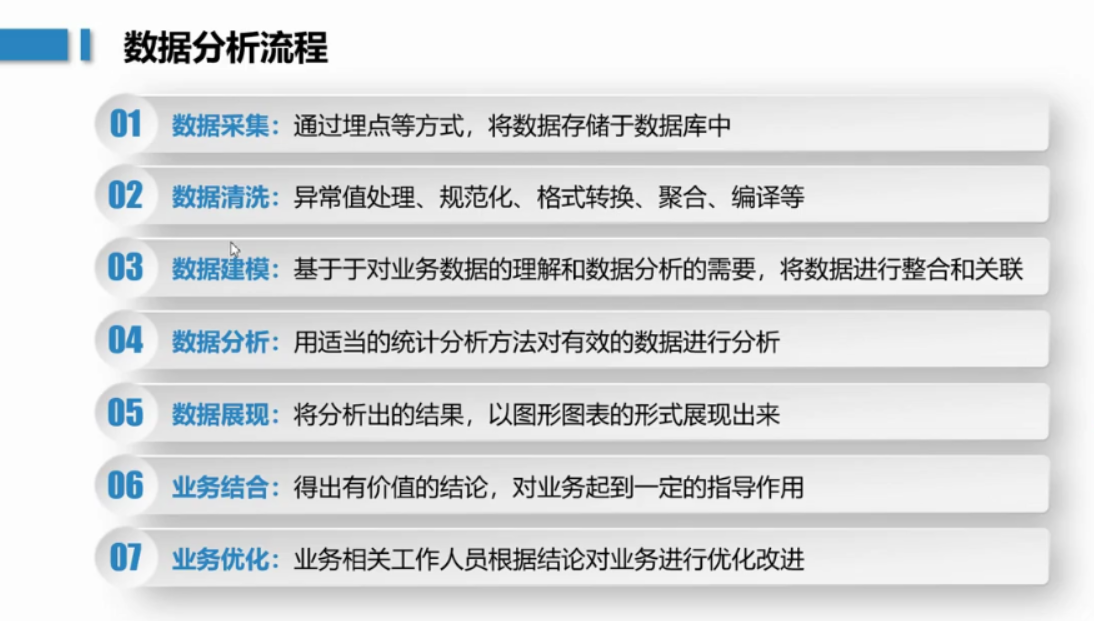 数据分析流程
01 数据采集：通过埋点等方式，将数据存储于数据库中
02 数据清洗：异常值处理、规范化、格式转换、聚合、编译等
03 数据建模：基于于对业务数据的理解和数据分析的需要，将数据进行整合和关联
04 数据分析：用适当的统计分析方法对有效的数据进行分析
05 数据展现：将分析出的结果，以图形图表的形式展现出来
06 业务结合：得出有价值的结论，对业务起到一定的指导作用
07 业务优化：业务相关工作人员根据结论对业务进行优化改进